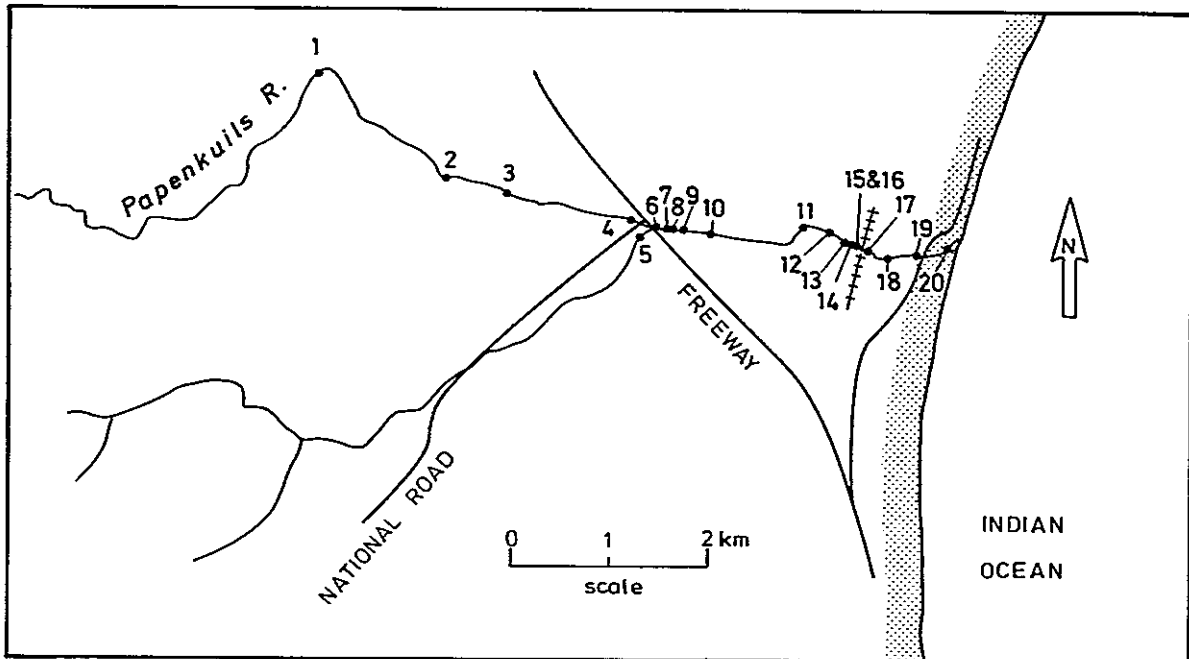 1
Papenkuils R.
2
3
4
5
6
7
8
9
10
11
12
13
14
15&16
17
18
19
20
N
FREEWAY
NATIONAL ROAD
0 1 2 km
scale
INDIAN
OCEAN